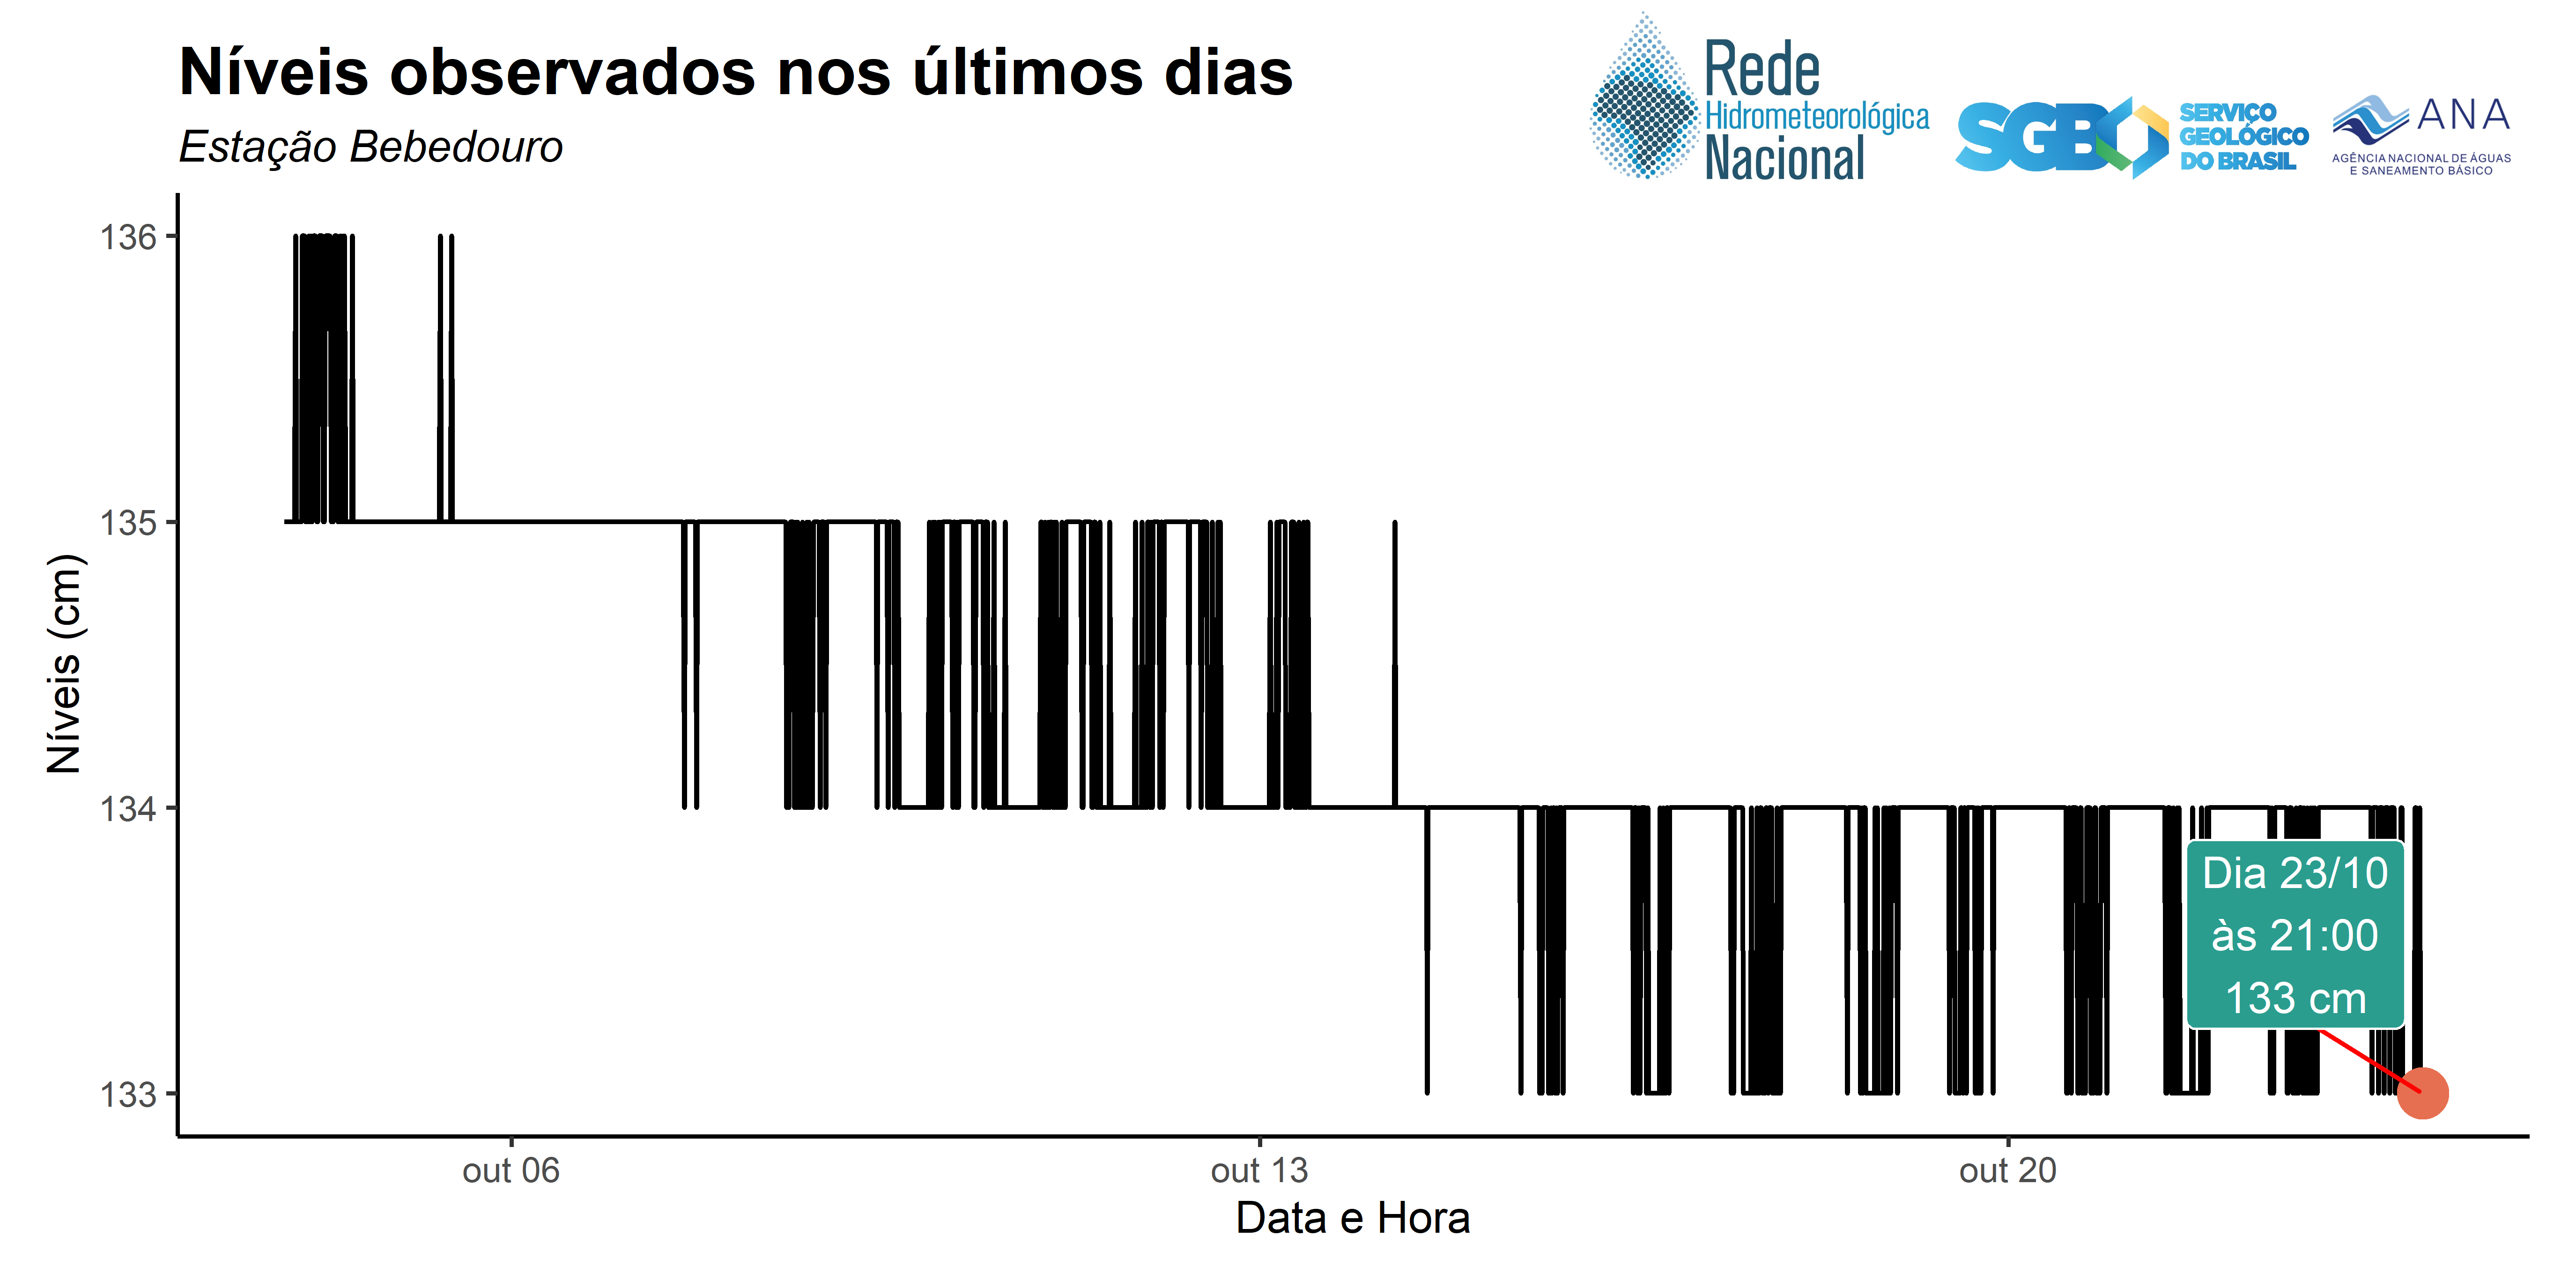 Níveis observados nos últimos dias
Estação Bebedouro
Rede
Hidrometeorológica
Nacional
SGB
SERVIÇO
GEOLÓGICO
DO BRASIL
ANA
AGÊNCIA NACIONAL DE ÁGUAS
E SANEAMENTO BÁSICO
136
135
134
133
Níveis (cm)
Dia 23/10
às 21:00
133 cm
out 06
out 13
out 20
Data e Hora